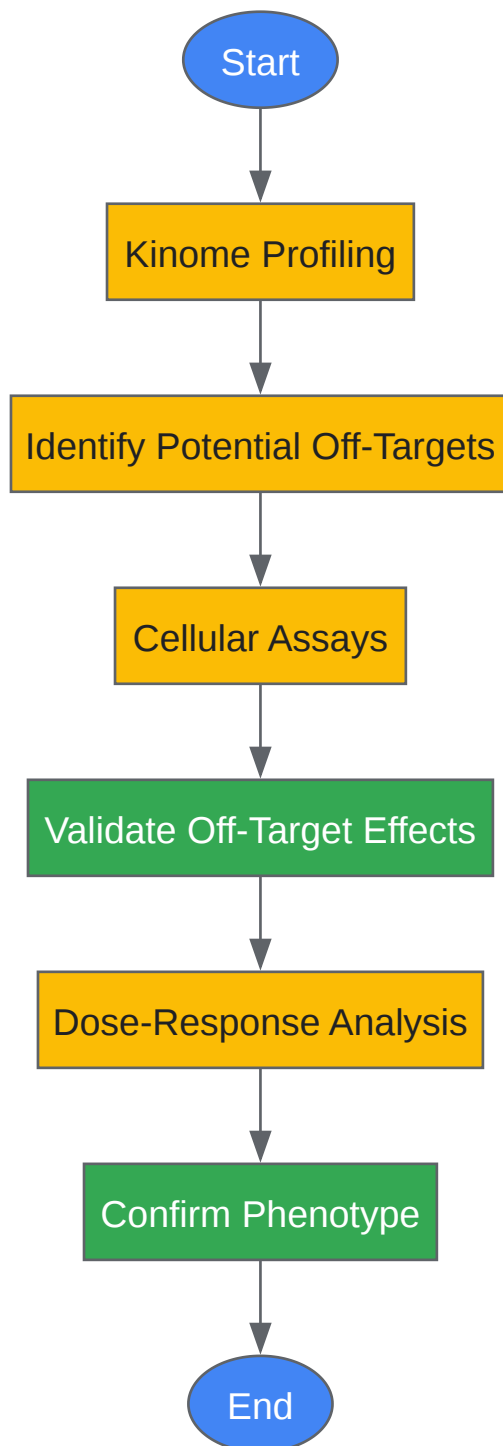 Start
Kinome Profiling
Identify Potential Off-Targets
Cellular Assays
Validate Off-Target Effects
Dose-Response Analysis
Confirm Phenotype
End